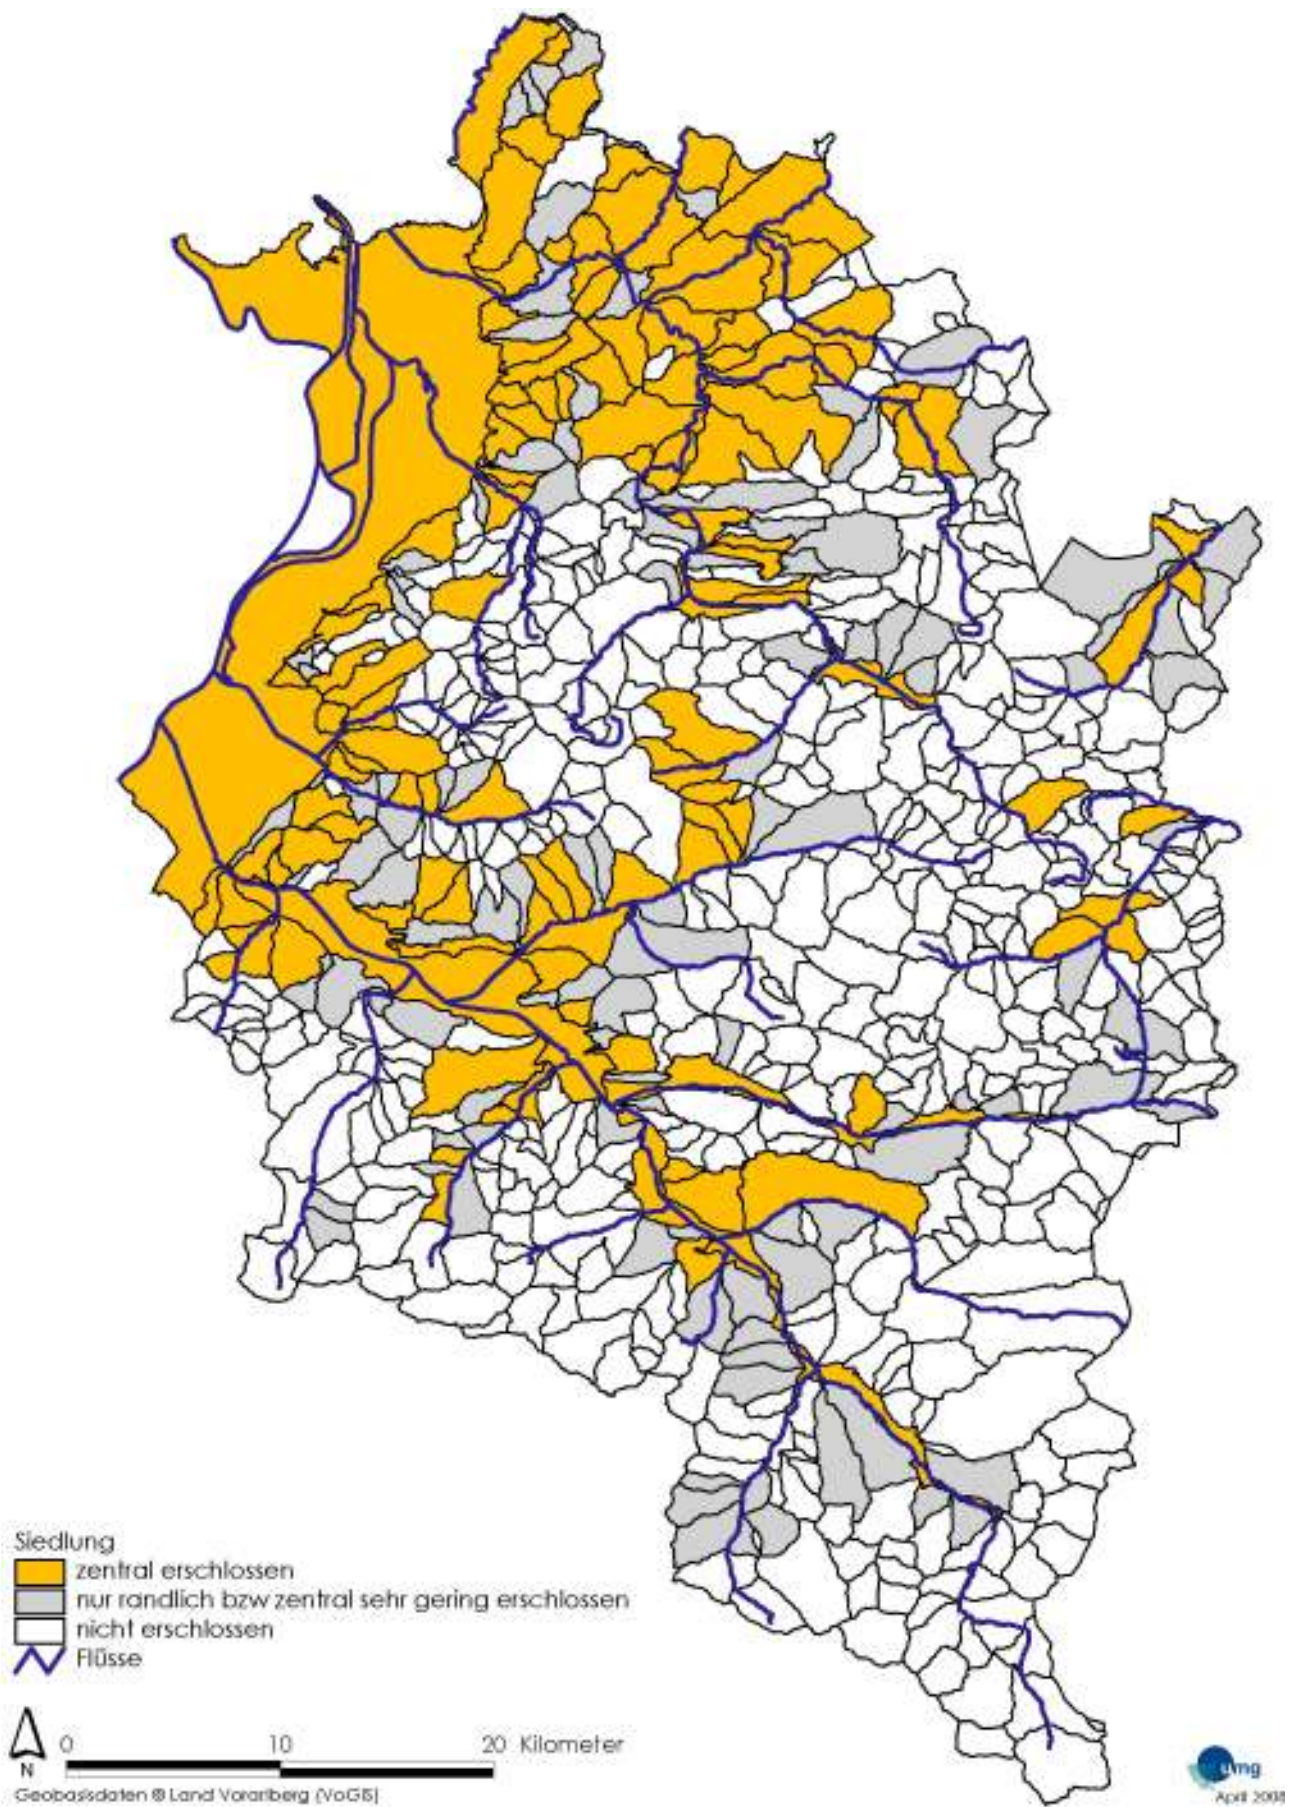 Siedlung
zentral erschlossen
nur randlich bzw zentral sehr gering erschlossen
nicht erschlossen
Flüsse
0 10 20 Kilometer
N
Geobasisdaten © Land Vorarlberg (VoGIS)
umg
April 2008